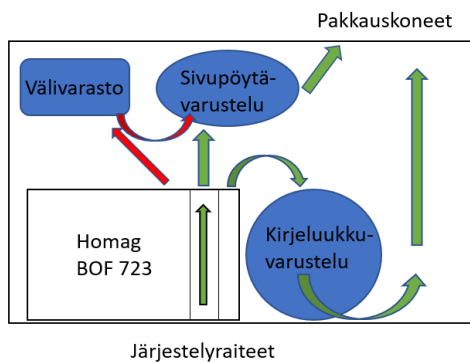 Pakkauskoneet
Välivarasto
Sivupöytä-
varustelu
Homag
BOF 723
Kirjeluukku-
varustelu
Järjestelyraiteet